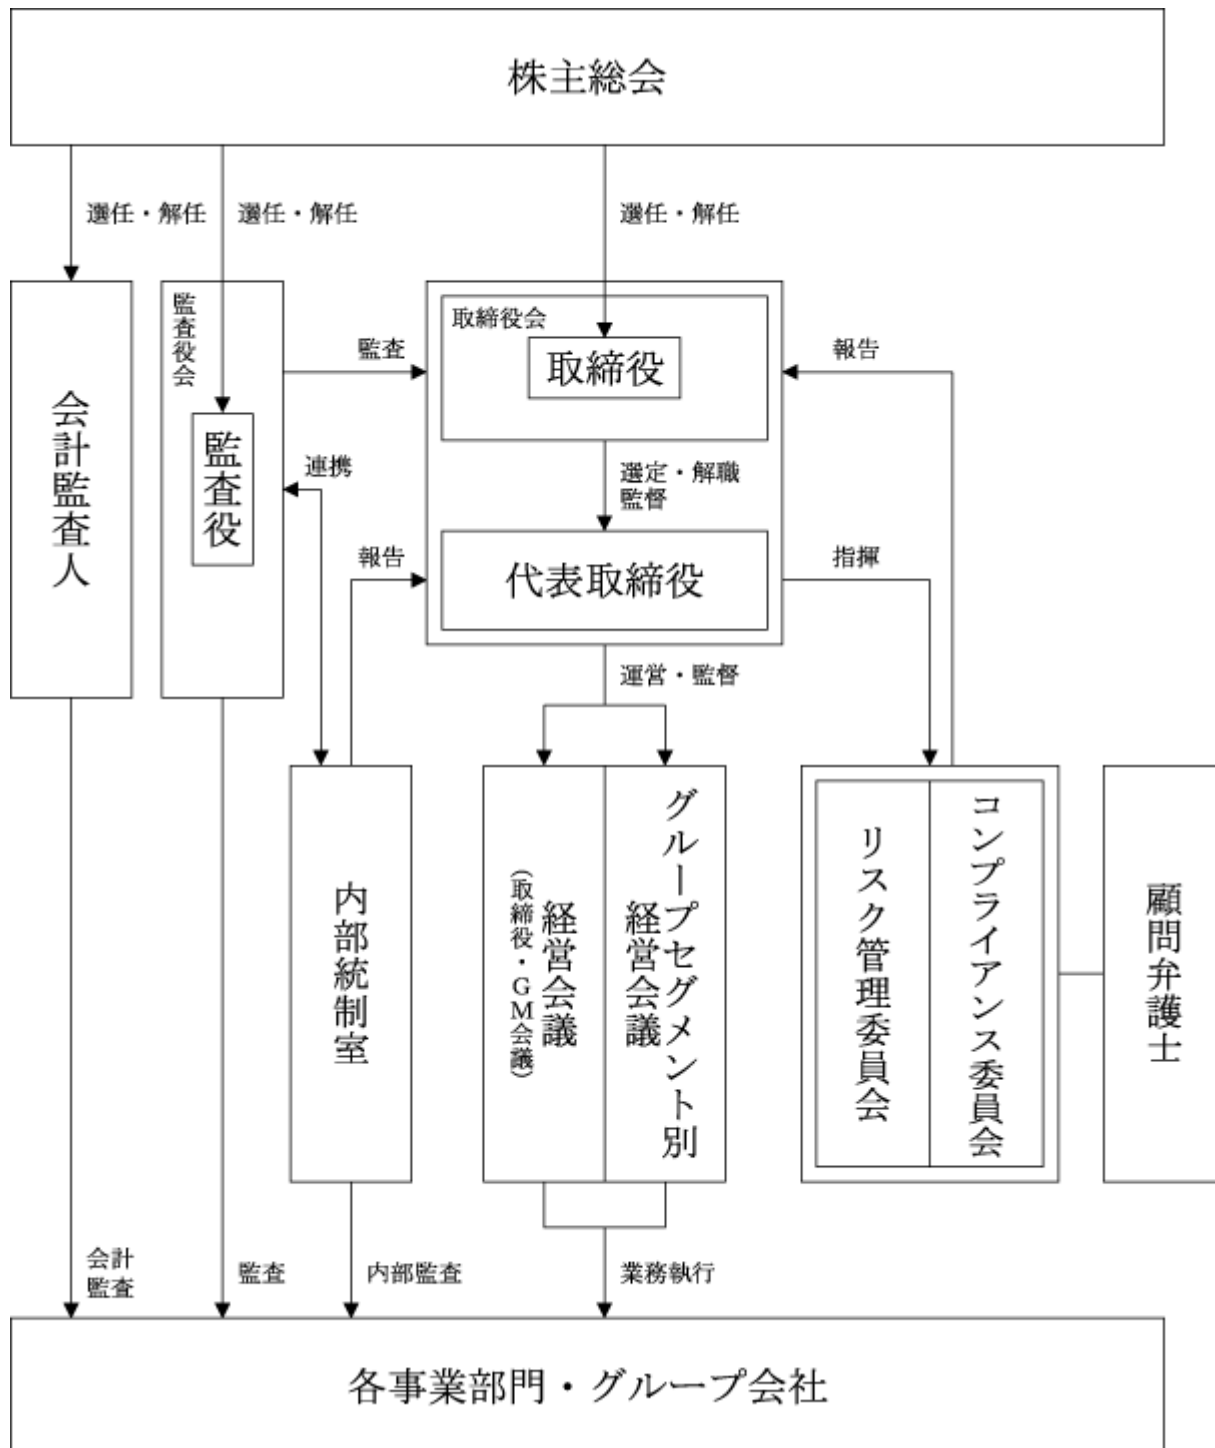 株主総会
選任・解任
選任・解任
選任・解任
会計監査人
監査役会
監査役
監査
連携
報告
取締役会
取締役
選定・解職
監督
代表取締役
報告
指揮
運営・監督
内部統制室
経営会議
(取締役・GM会議)
グループセグメント別
経営会議
リスク管理委員会
コンプライアンス委員会
顧問弁護士
会計
監査
監査
内部監査
業務執行
各事業部門・グループ会社